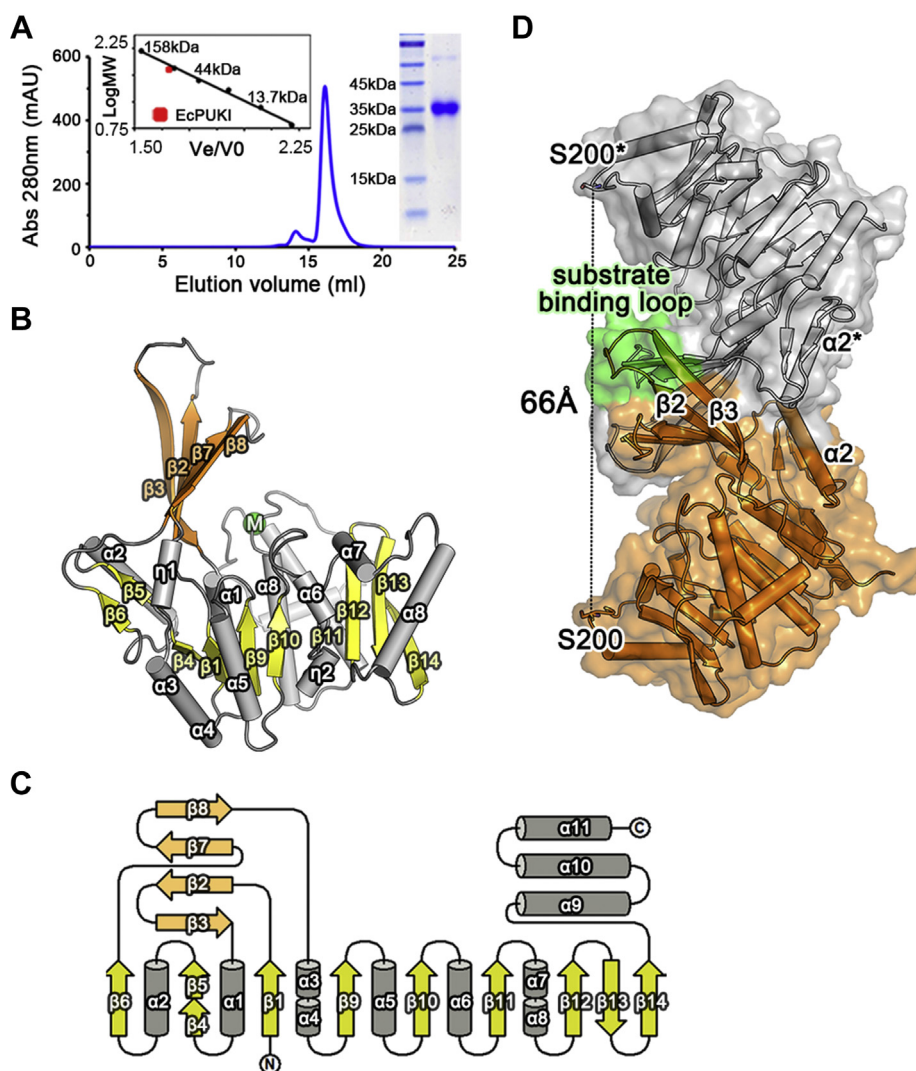 A
600
400
200
0
Abs 280nm (mAU)
0
5
10
15
20
25
Elution volume (ml)
2.25
0.75
LogMW
158kDa
44kDa
13.7kDa
EcPUKI
1.50
Ve/V0
2.25
45kDa
35kDa
25kDa
15kDa
B
β3
β2
β7
β8
M
α2
η1
β5
β6
α1
α8
α6
α7
β13
β12
α8
β4
β1
β9
β10
β11
η2
β14
α3
α5
α4
C
β8
β7
β2
β3
α11
C
α10
α9
β6
α2
β5
β4
α1
β1
α3
α4
β9
α5
β10
α6
β11
α7
α8
β12
β13
β14
N
D
S200*
substrate
binding loop
α2*
66Å
β2
β3
α2
S200